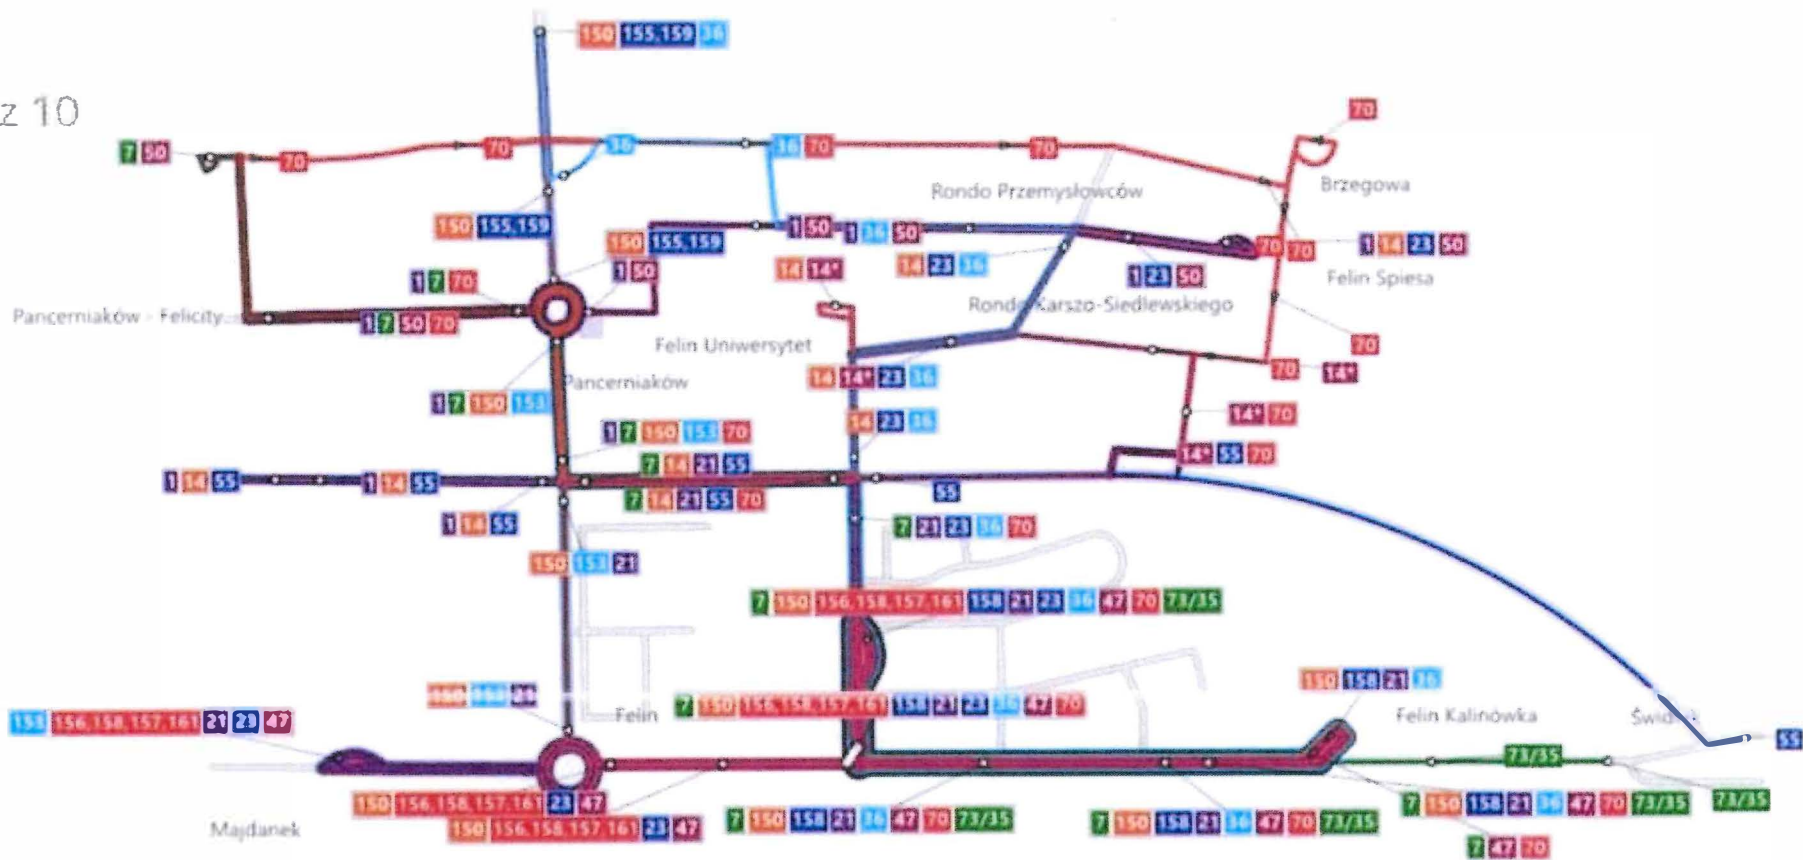 150 155,159 36
z 10
70
7 50
70
70
36
36 70
70
Rondo Przemysłowców
Brzegowa
150 155,159
150 155,159
1 50
1 36 50
70 70
1 14 23 50
1 7 70
1 50
14 14*
14 23 36
1 23 50
Felin Spiesa
Pancerniaków - Felicity
1 7 50 70
Rondo Karszo-Siedlewskiego
Felin Uniwersytet
70
Pancerniaków
14 14* 23 36
70 14*
1 7 150 153
14* 70
14 23 36
1 7 150 153 70
7 14 21 55
14* 55 70
1 14 55
1 14 55
7 14 21 55 70
55
1 14 55
7 21 23 36 70
150 153 21
7 150 156,158,157,161 158 21 23 36 47 70 73/35
150 158 21 36
7 150 156,158,157,161 158 21 23 36 47 70
Felin
Felin Kalinówka
153 156,158,157,161 21 23 47
55
73/35
150 156,158,157,161 23 47
7 150 158 21 36 47 70 73/35
73/35
Majdanek
150 156,158,157,161 23 47
7 150 158 21 36 47 70 73/35
7 150 158 21 36 47 70 73/35
7 47 70